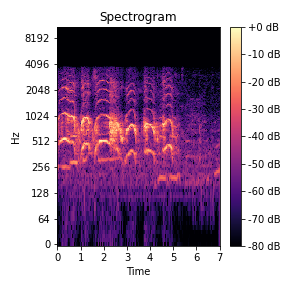 Spectrogram
8192
4096
2048
1024
512
256
128
64
0
Hz
0 1 2 3 4 5 6 7
Time
+0 dB
-10 dB
-20 dB
-30 dB
-40 dB
-50 dB
-60 dB
-70 dB
-80 dB